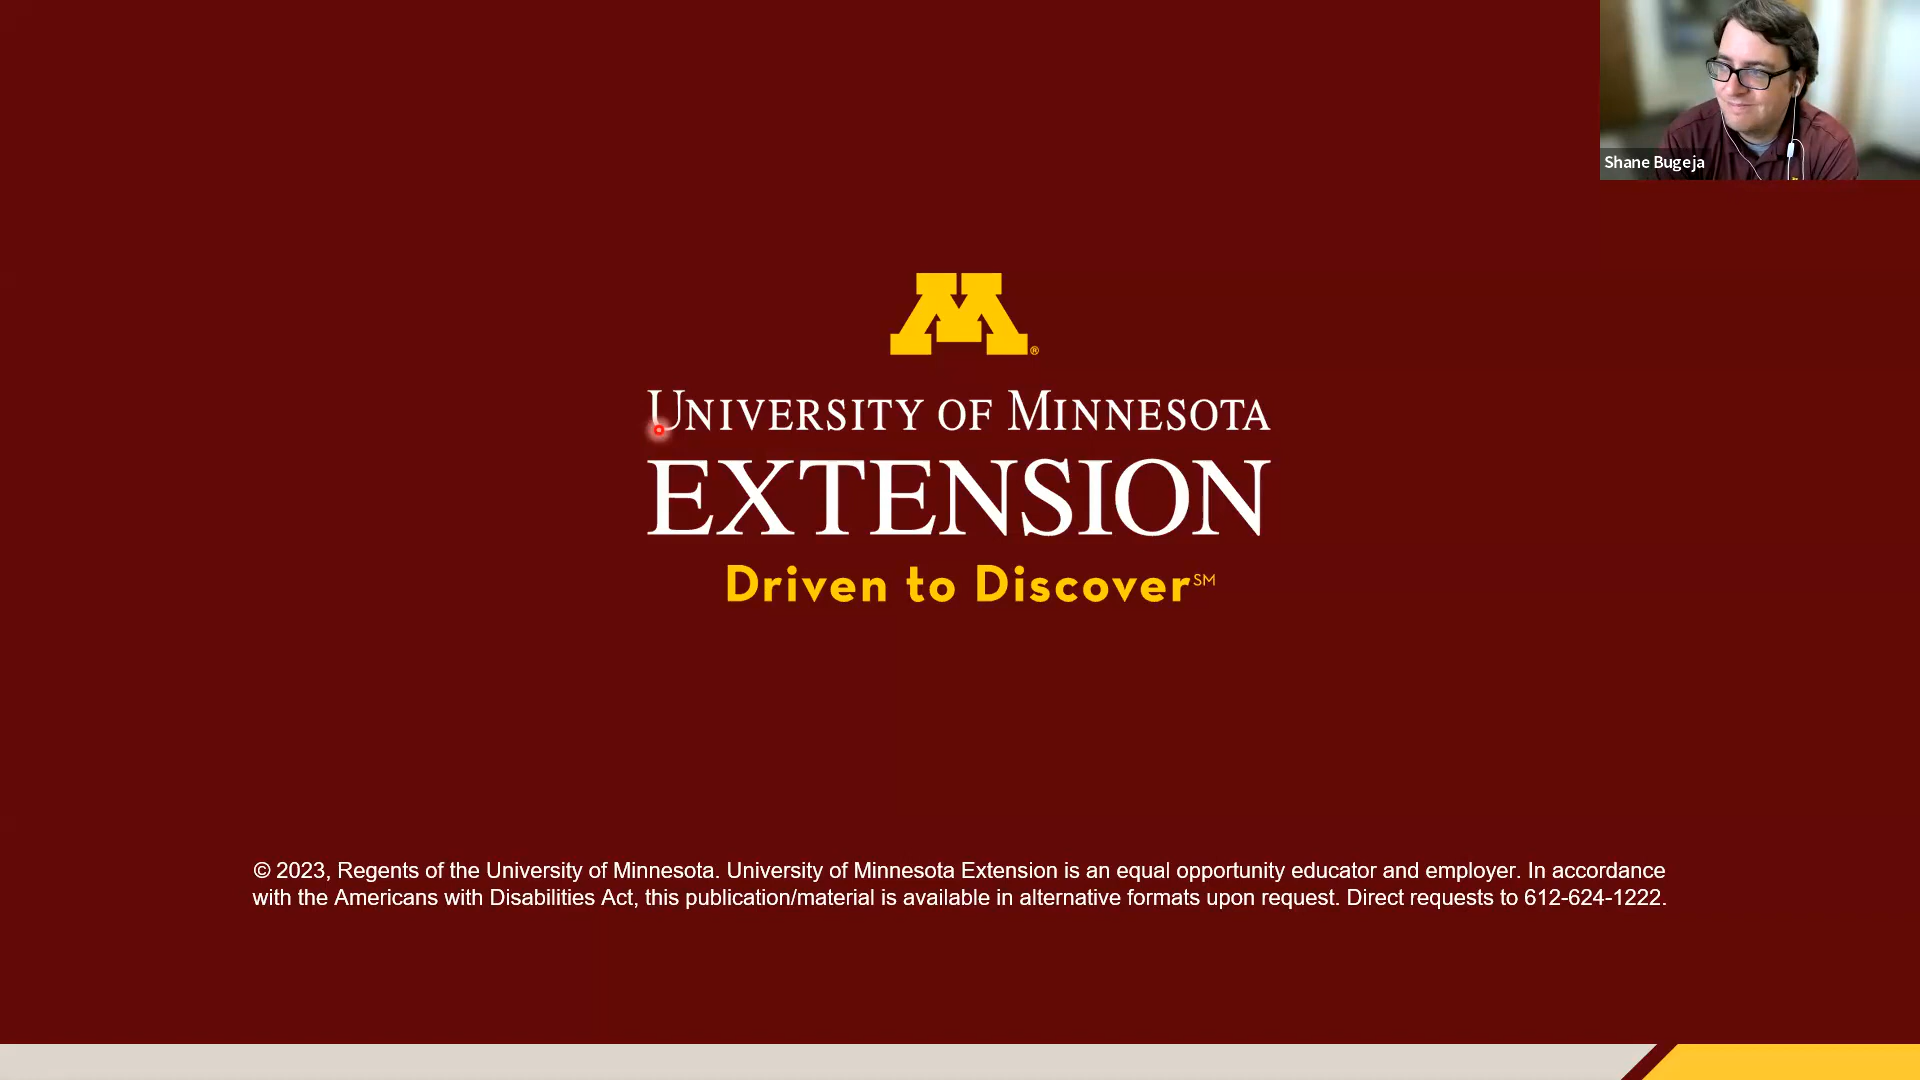 Shane Bugeja
M®
UNIVERSITY OF MINNESOTA
EXTENSION
Driven to Discover℠
© 2023, Regents of the University of Minnesota. University of Minnesota Extension is an equal opportunity educator and employer. In accordance
with the Americans with Disabilities Act, this publication/material is available in alternative formats upon request. Direct requests to 612-624-1222.